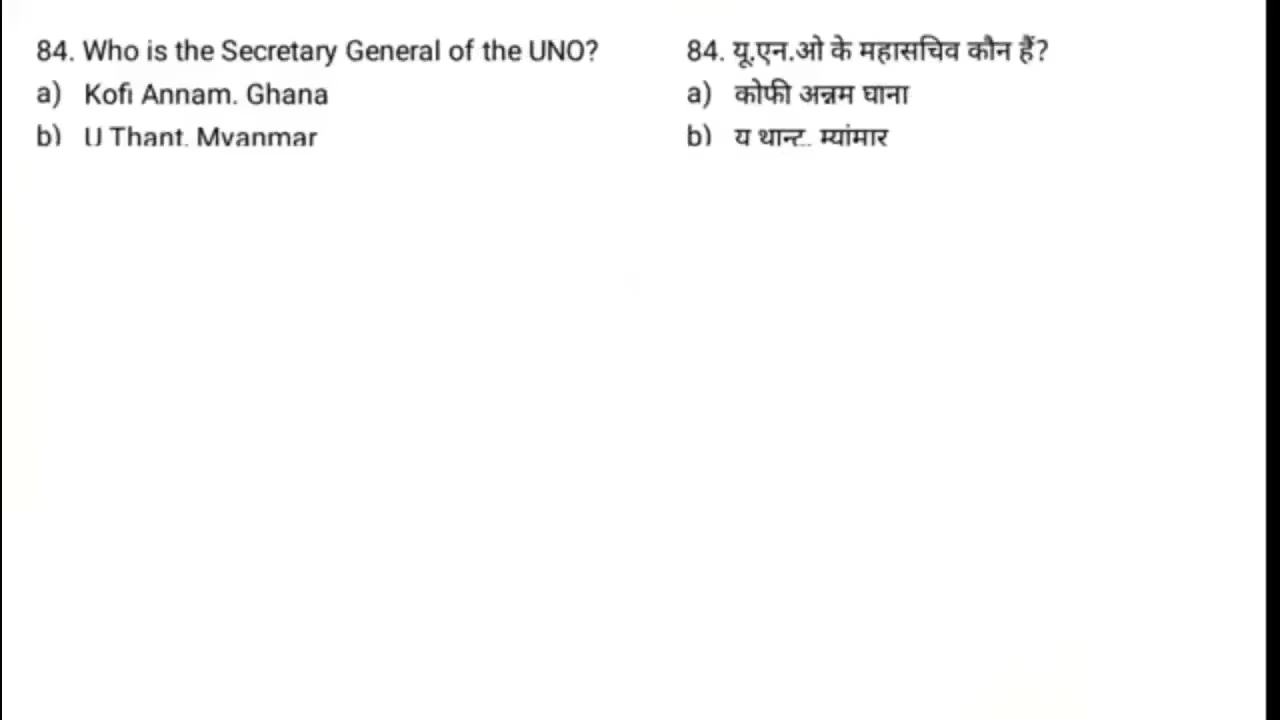 84. Who is the Secretary General of the UNO?
a) Kofi Annam. Ghana
b) U Thant. Myanmar
84. यू.एन.ओ के महासचिव कौन हैं?
a) कोफी अन्नम घाना
b) यू थान्ट. म्यांमार